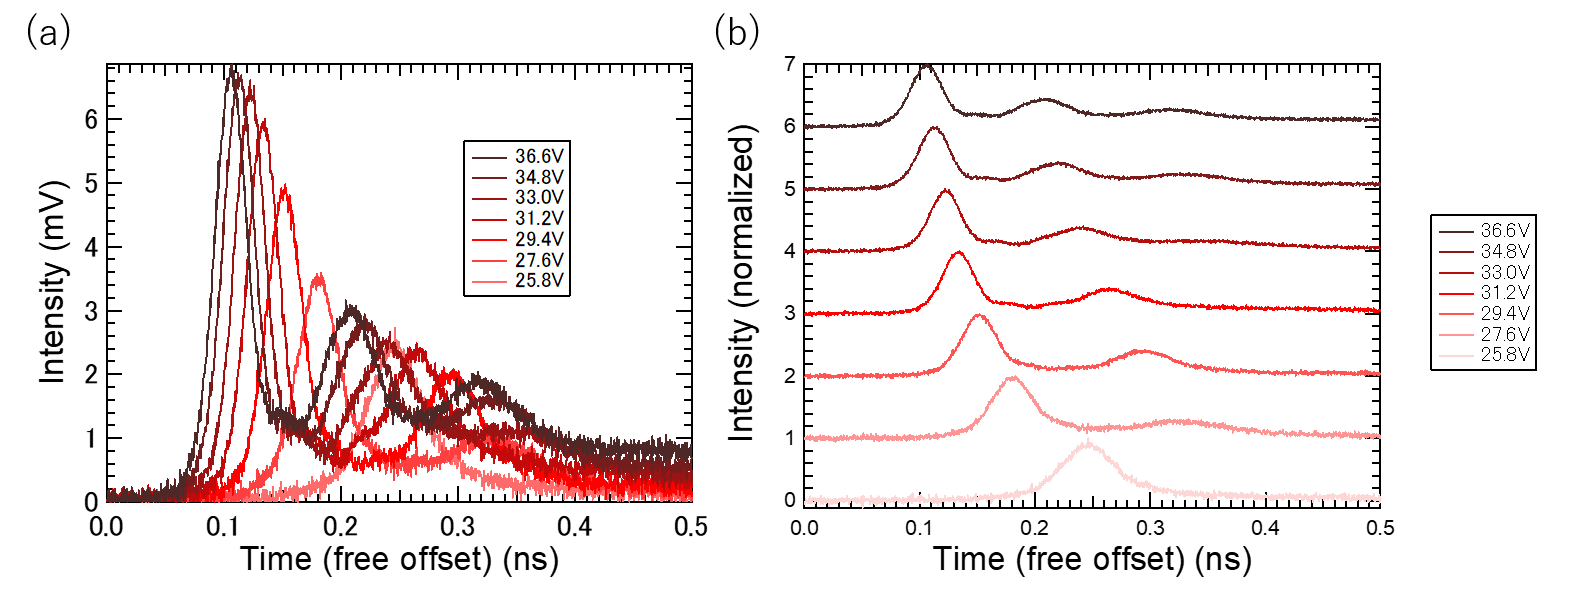 (a)
Intensity (mV)
6
5
4
3
2
1
0
0.0 0.1 0.2 0.3 0.4 0.5
Time (free offset) (ns)
36.6V
34.8V
33.0V
31.2V
29.4V
27.6V
25.8V
(b)
Intensity (normalized)
7
6
5
4
3
2
1
0
0.0 0.1 0.2 0.3 0.4 0.5
Time (free offset) (ns)
36.6V
34.8V
33.0V
31.2V
29.4V
27.6V
25.8V